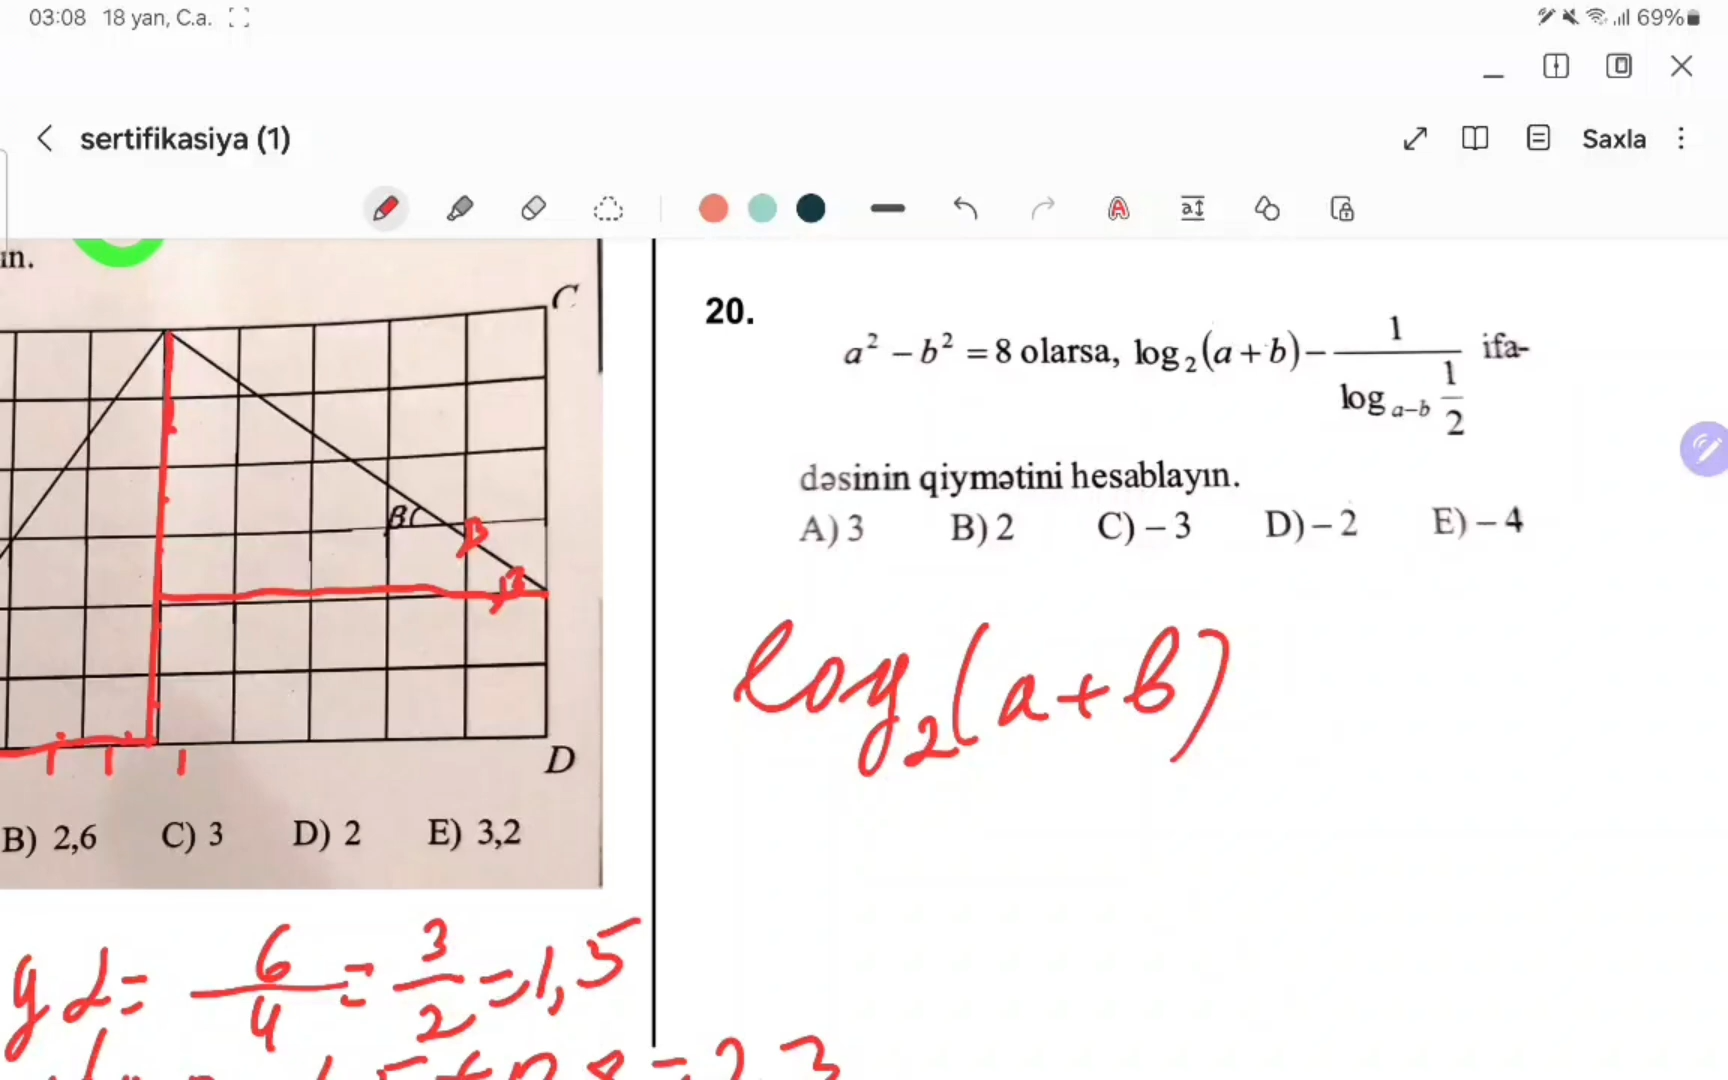 03:08 18 yan, C.a. 69%
sertifikasiya (1) Saxla
ın.
C
B
B
D
B) 2,6 C) 3 D) 2 E) 3,2
g α = 6/4 = 3/2 = 1,5
20.
a² − b² = 8 olarsa, log₂(a + b) − 1/(log_{a−b} 1/2) ifa-
dəsinin qiymətini hesablayın.
A) 3 B) 2 C) − 3 D) − 2 E) − 4
log₂(a+b)